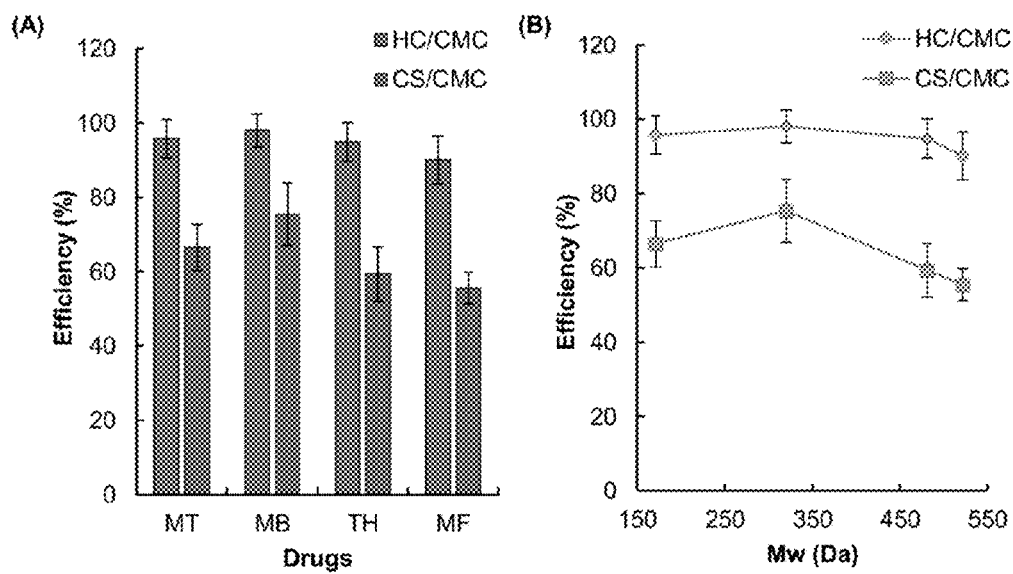 (A)
HC/CMC
CS/CMC
120
100
80
60
40
20
0
Efficiency (%)
MT
MB
TH
MF
Drugs
(B)
HC/CMC
CS/CMC
120
100
80
60
40
20
0
Efficiency (%)
150
250
350
450
550
Mw (Da)